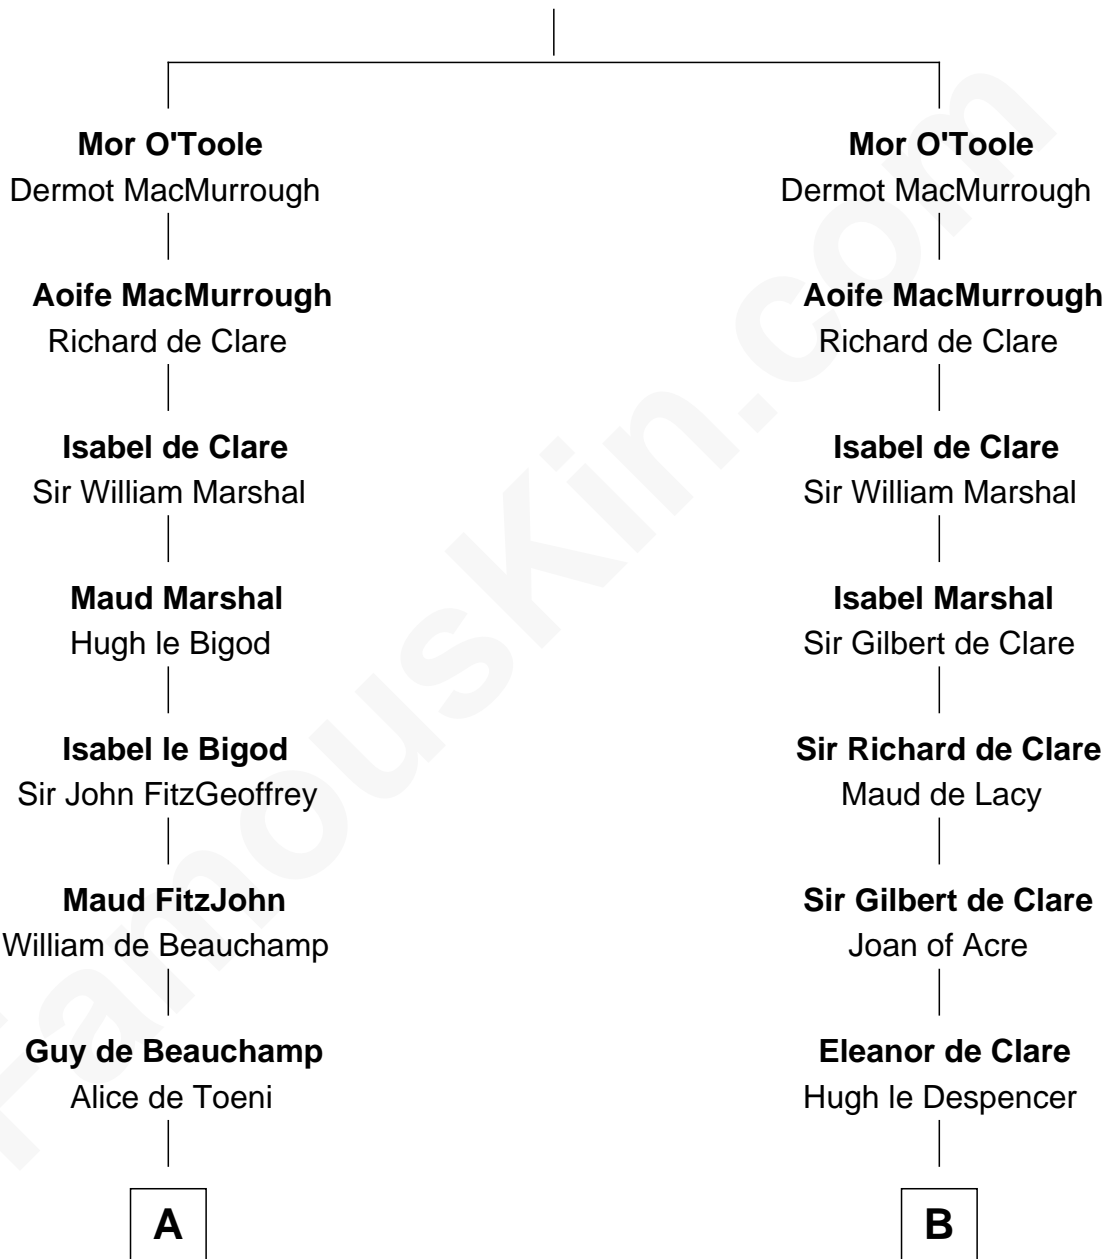 Mor O'Toole
Dermot MacMurrough
Aoife MacMurrough
Richard de Clare
Isabel de Clare
Sir William Marshal
Maud Marshal
Hugh le Bigod
Isabel le Bigod
Sir John FitzGeoffrey
Maud FitzJohn
William de Beauchamp
Guy de Beauchamp
Alice de Toeni
A
Mor O'Toole
Dermot MacMurrough
Aoife MacMurrough
Richard de Clare
Isabel de Clare
Sir William Marshal
Isabel Marshal
Sir Gilbert de Clare
Sir Richard de Clare
Maud de Lacy
Sir Gilbert de Clare
Joan of Acre
Eleanor de Clare
Hugh le Despencer
B
FamousKin.com